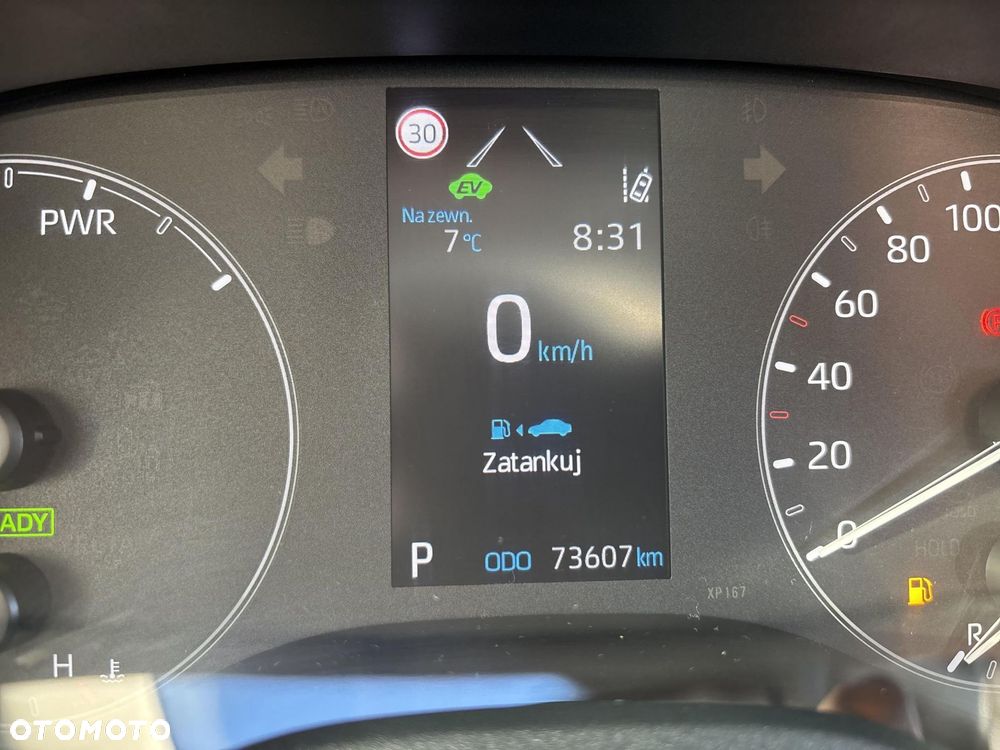 30
EV
Na zewn.
7 °C
8:31
PWR
100
80
60
40
20
0
0 km/h
Zatankuj
ADY
P
ODO 73607 km
XP167
HOLD
R
H
OTOMOTO